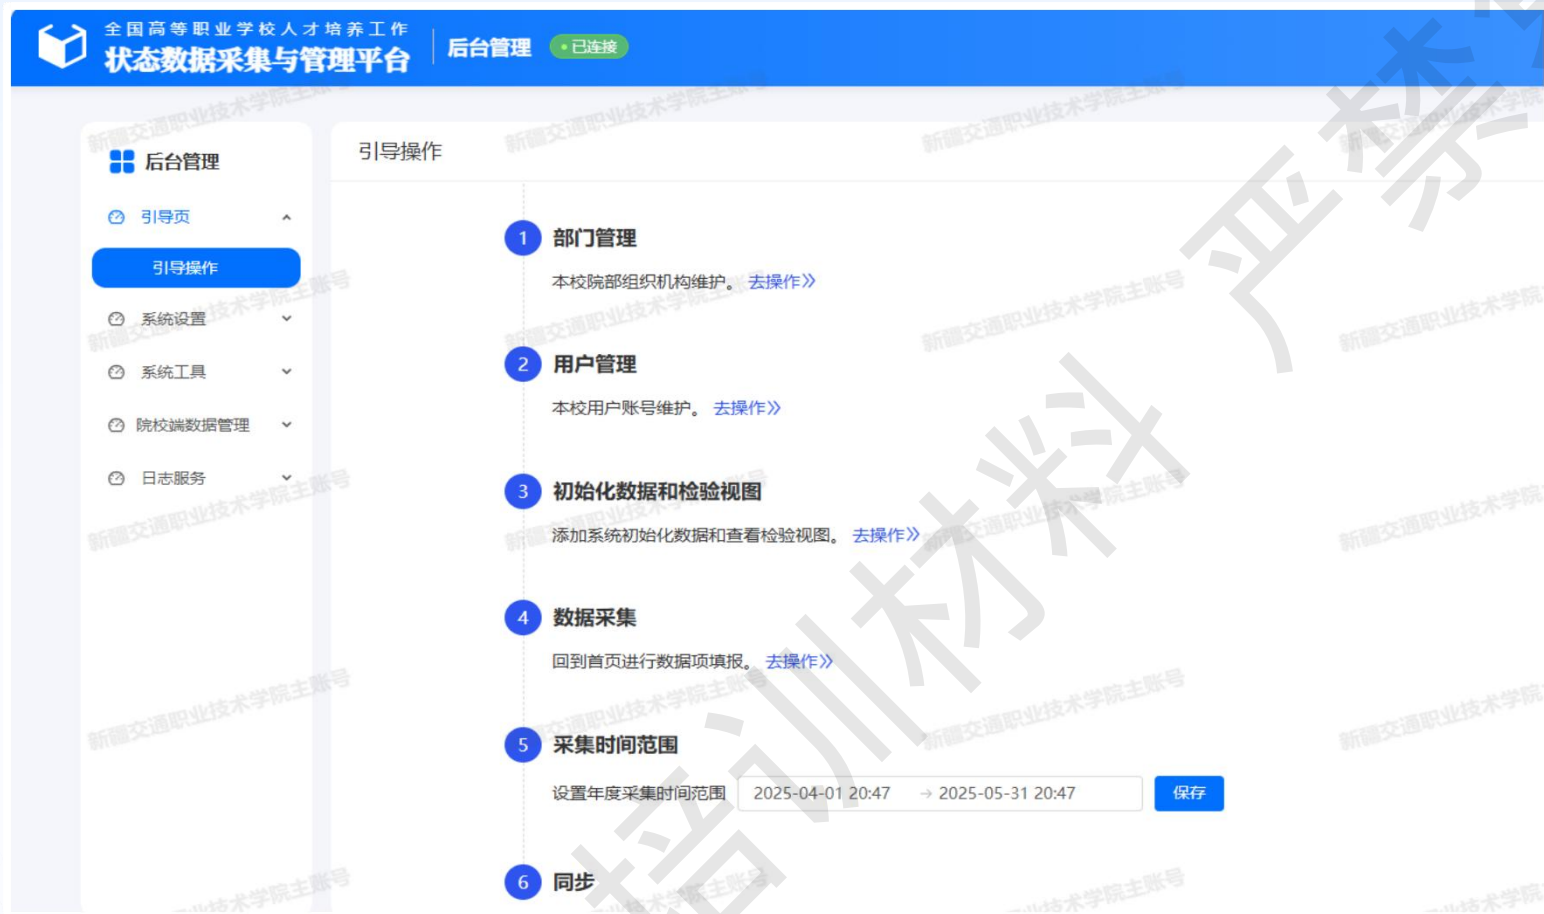 全国高等职业学校人才培养工作
状态数据采集与管理平台
后台管理
已连接
后台管理
引导页
引导操作
系统设置
系统工具
院校端数据管理
日志服务
引导操作
1 部门管理
本校院部组织机构维护。 去操作»
2 用户管理
本校用户账号维护。 去操作»
3 初始化数据和检验视图
添加系统初始化数据和查看检验视图。 去操作»
4 数据采集
回到首页进行数据项填报。 去操作»
5 采集时间范围
设置年度采集时间范围 2025-04-01 20:47 → 2025-05-31 20:47 保存
6 同步
新疆交通职业技术学院主账号
培训材料 严禁